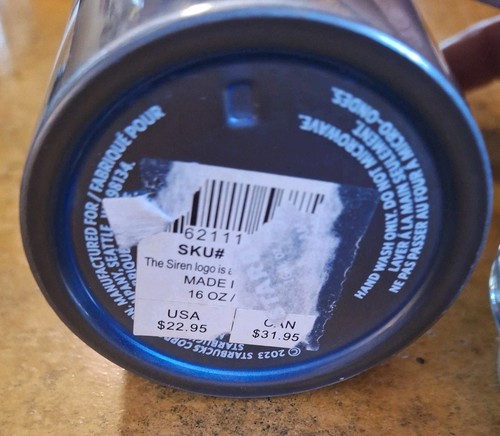 MANUFACTURED FOR / FABRIQUÉ POUR
SEATTLE, 98134.
HAND WASH ONLY. DO NOT MICROWAVE.
LAVER À LA MAIN SEULEMENT.
NE PAS PASSER AU FOUR À MICRO-ONDES.
62111
SKU#
The Siren logo is a
MADE I
16 OZ /
USA
$22.95
$31.95
© 2023 STARBUCKS